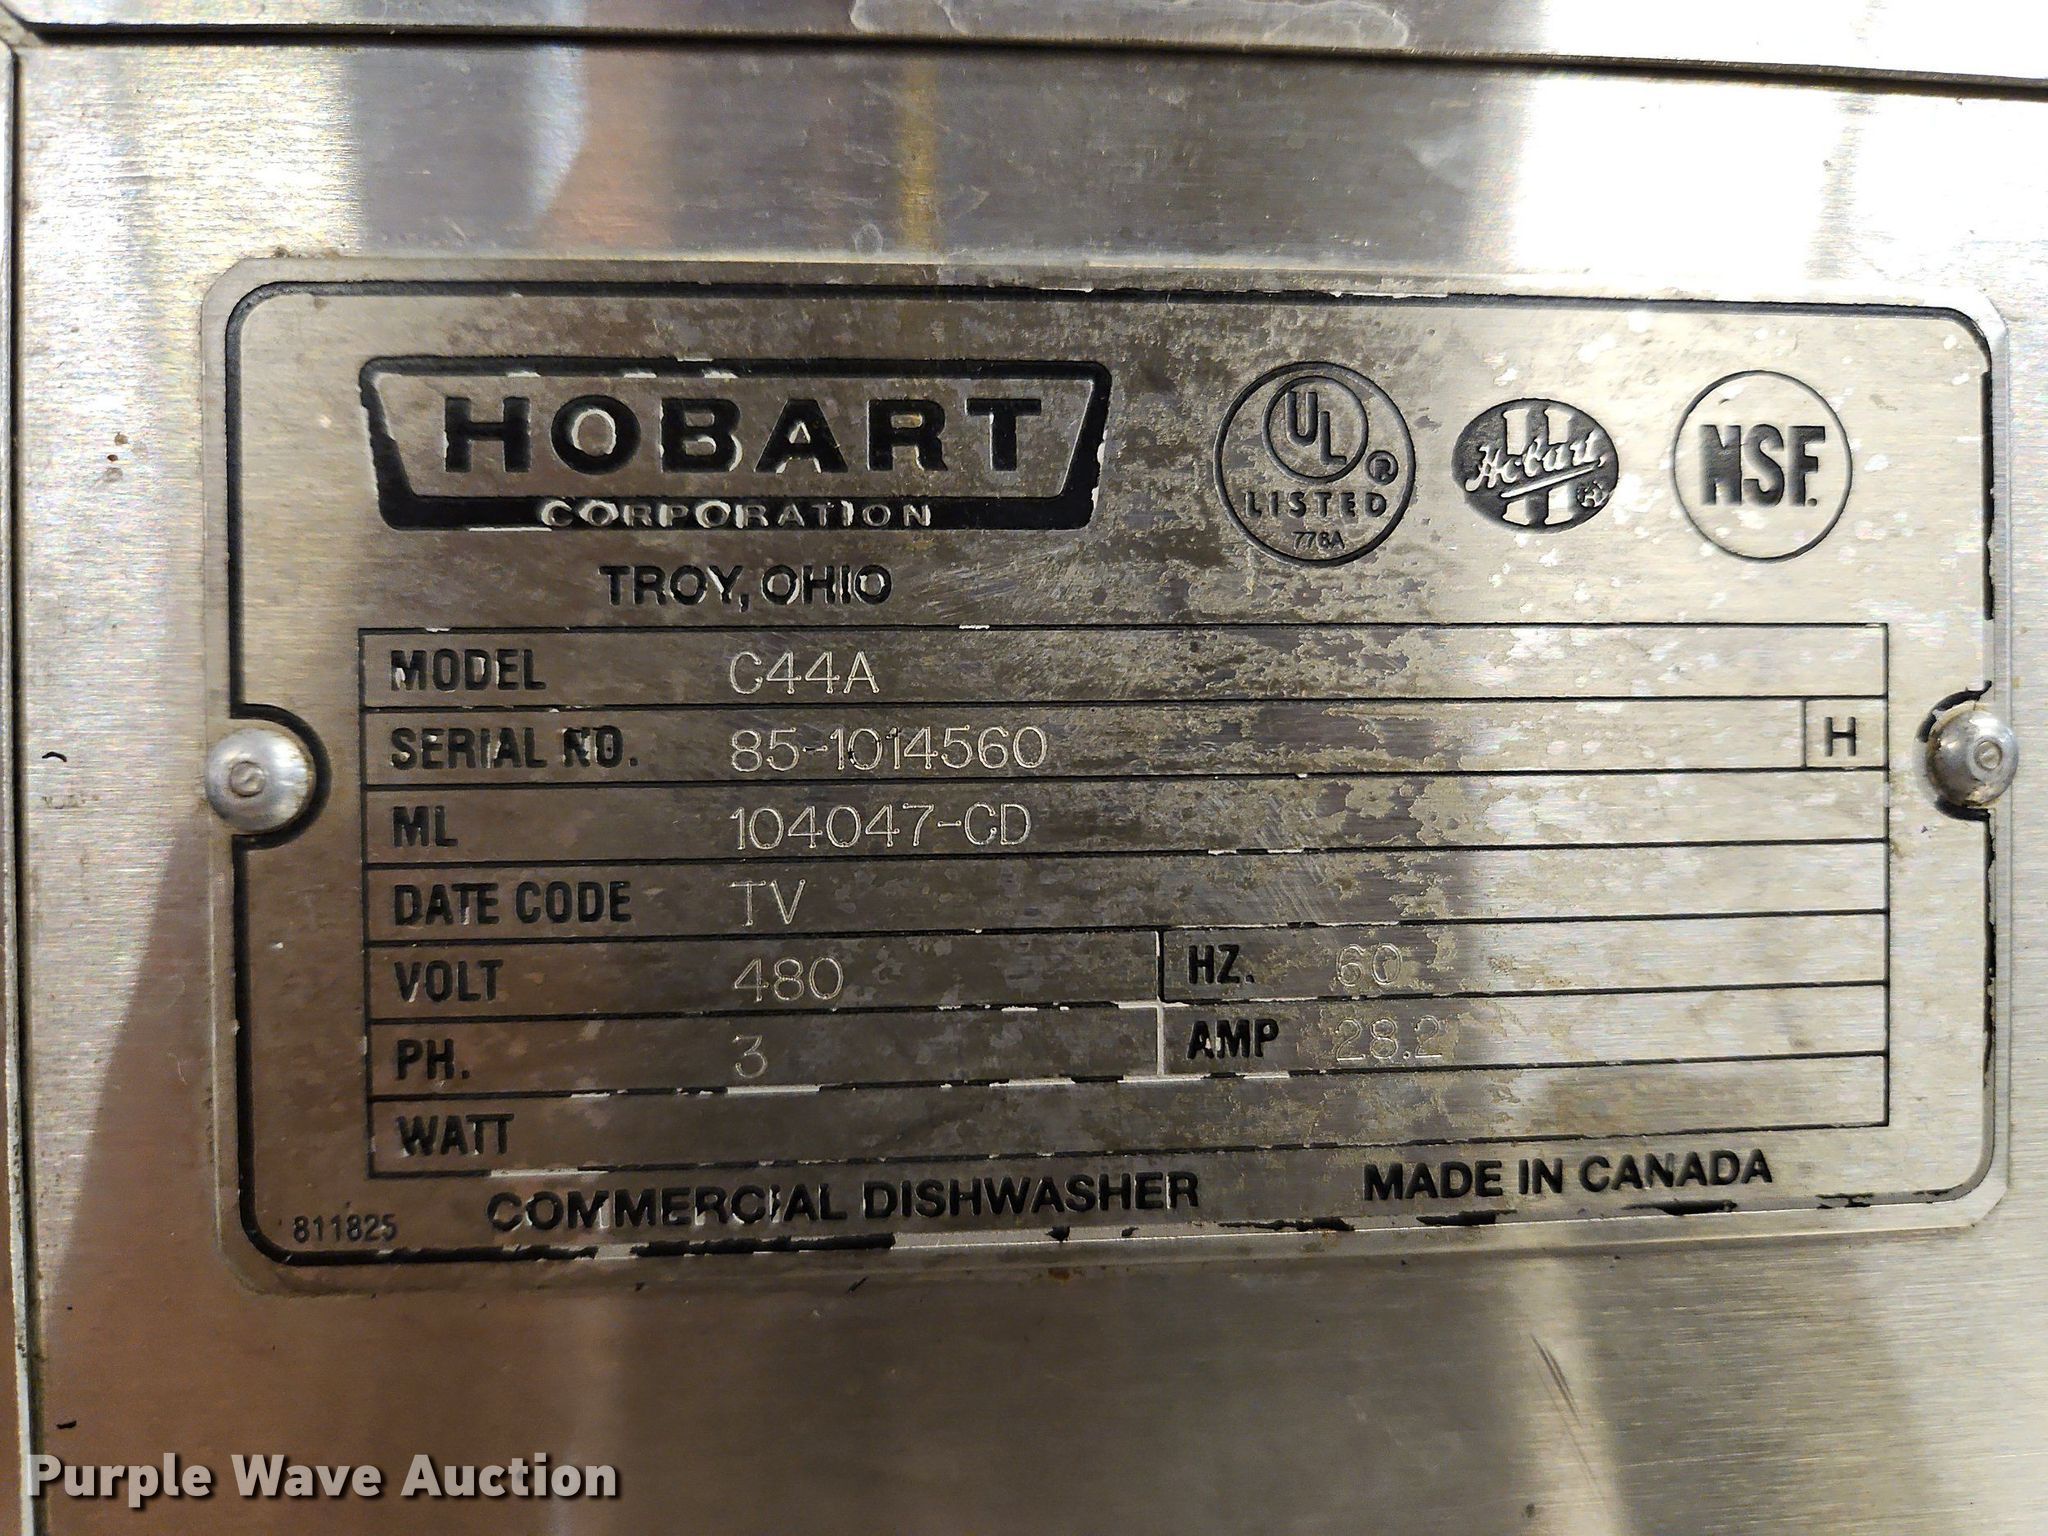 HOBART
CORPORATION
TROY, OHIO
UL ®
LISTED
776A
Hobart ®
NSF.
MODEL C44A
SERIAL NO. 85-1014560 H
ML 104047-CD
DATE CODE TV
VOLT 480 HZ. 60
PH. 3 AMP 28.2
WATT
811825 COMMERCIAL DISHWASHER MADE IN CANADA
Purple Wave Auction